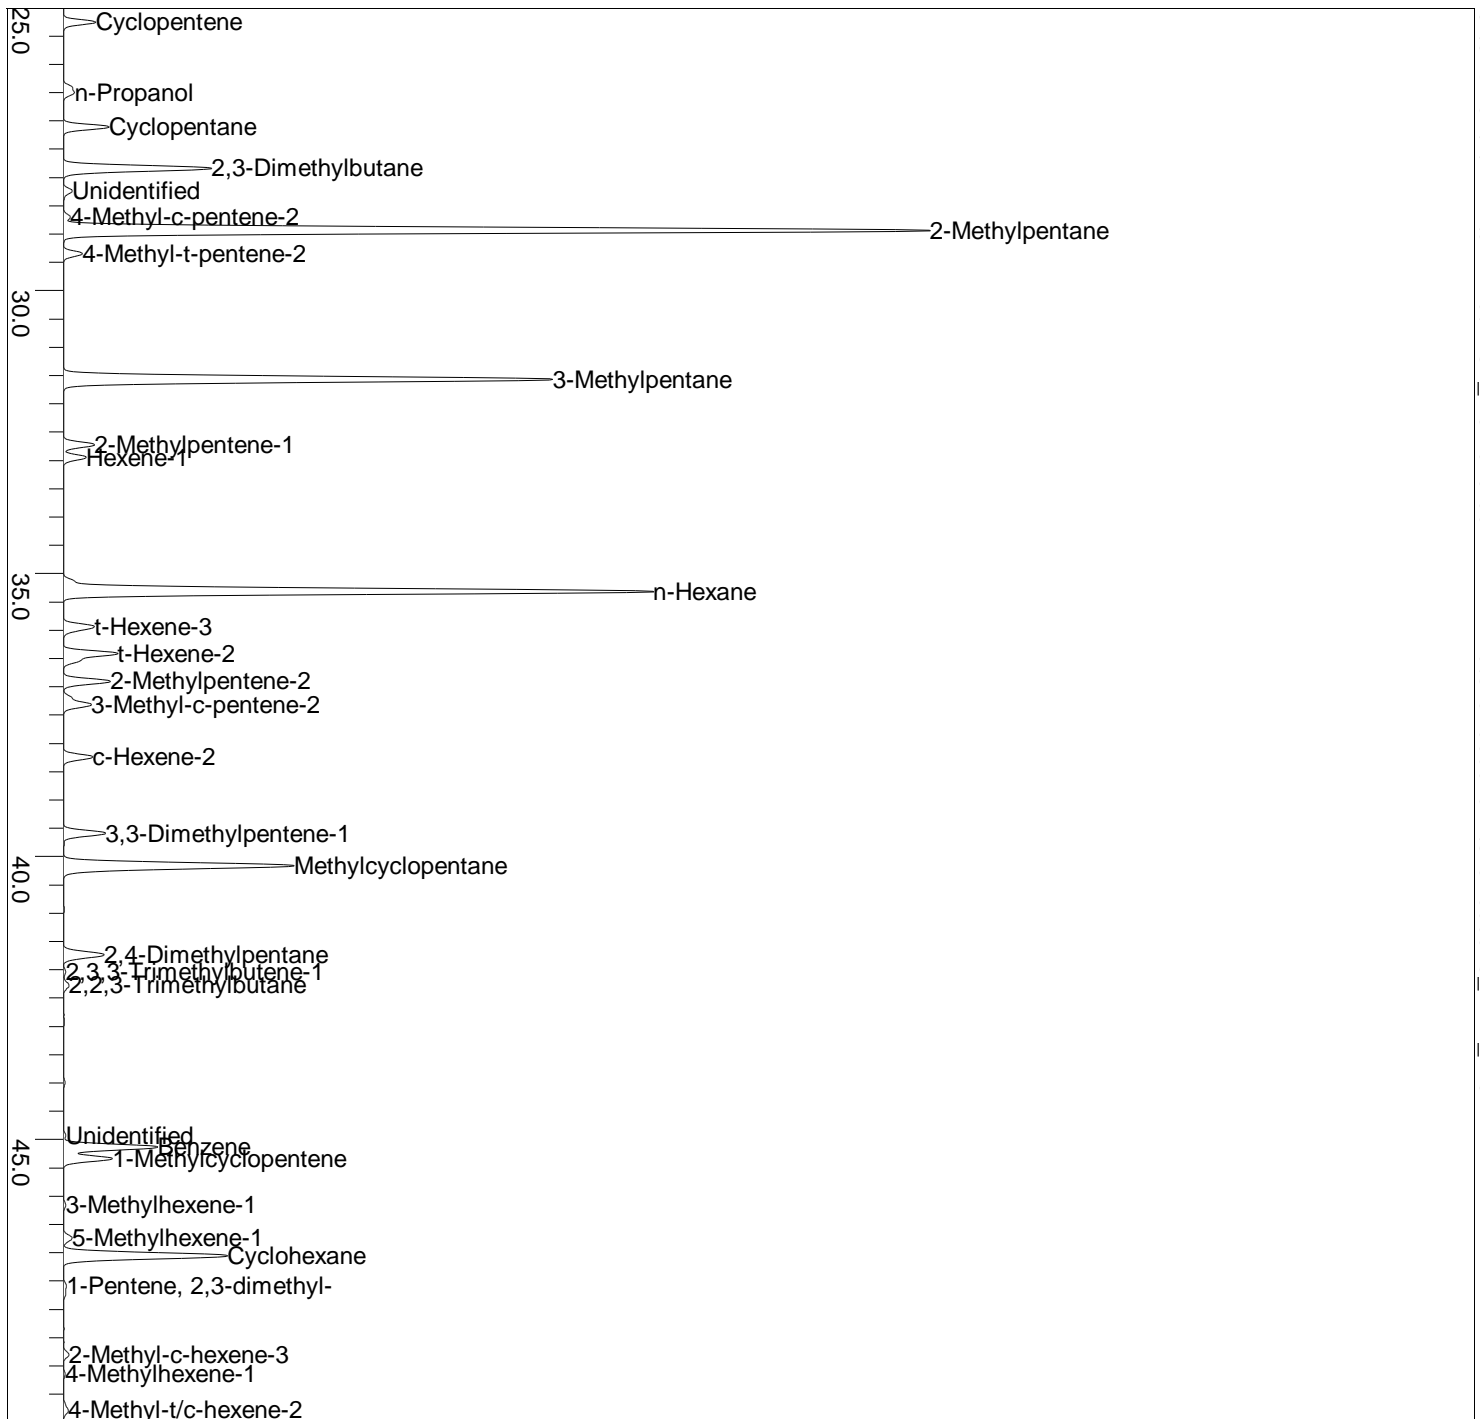 25.0
Cyclopentene
n-Propanol
Cyclopentane
2,3-Dimethylbutane
Unidentified
4-Methyl-c-pentene-2
2-Methylpentane
4-Methyl-t-pentene-2
30.0
3-Methylpentane
2-Methylpentene-1
Hexene-1
35.0
n-Hexane
t-Hexene-3
t-Hexene-2
2-Methylpentene-2
3-Methyl-c-pentene-2
c-Hexene-2
3,3-Dimethylpentene-1
40.0
Methylcyclopentane
2,4-Dimethylpentane
2,3,3-Trimethylbutene-1
2,2,3-Trimethylbutane
Unidentified
45.0
Benzene
1-Methylcyclopentene
3-Methylhexene-1
5-Methylhexene-1
Cyclohexane
1-Pentene, 2,3-dimethyl-
2-Methyl-c-hexene-3
4-Methylhexene-1
4-Methyl-t/c-hexene-2